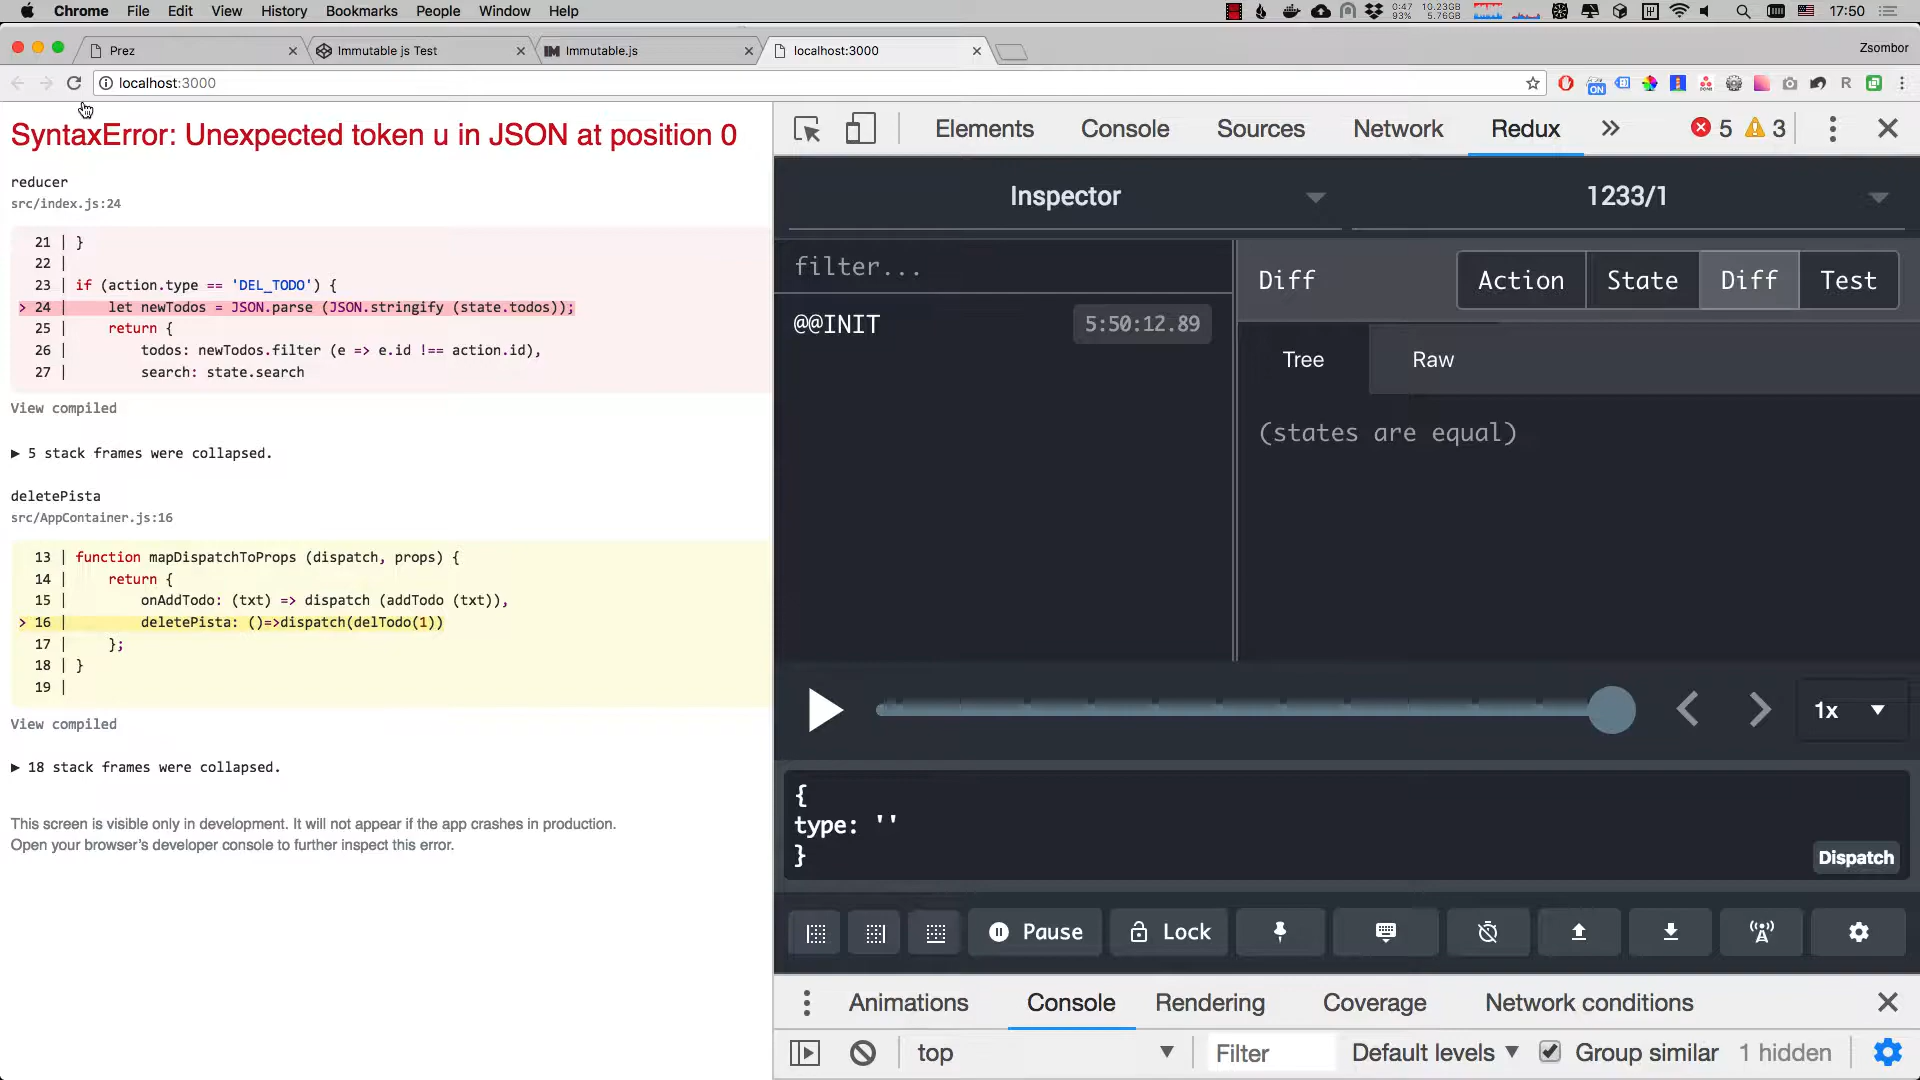 Chrome File Edit View History Bookmarks People Window Help
0:47 93% 10.23GB 5.76GB 17:50
Prez Immutable js Test Immutable.js localhost:3000 Zsombor
localhost:3000 ON R
SyntaxError: Unexpected token u in JSON at position 0
reducer
src/index.js:24
21 | }
22 |
23 | if (action.type == 'DEL_TODO') {
> 24 | let newTodos = JSON.parse (JSON.stringify (state.todos));
25 | return {
26 | todos: newTodos.filter (e => e.id !== action.id),
27 | search: state.search
View compiled
▶ 5 stack frames were collapsed.
deletePista
src/AppContainer.js:16
13 | function mapDispatchToProps (dispatch, props) {
14 | return {
15 | onAddTodo: (txt) => dispatch (addTodo (txt)),
> 16 | deletePista: ()=>dispatch(delTodo(1))
17 | };
18 | }
19 |
View compiled
▶ 18 stack frames were collapsed.
This screen is visible only in development. It will not appear if the app crashes in production.
Open your browser's developer console to further inspect this error.
Elements Console Sources Network Redux » 5 3
Inspector 1233/1
filter... Diff Action State Diff Test
@@INIT 5:50:12.89
Tree Raw
(states are equal)
1x
{
type: ''
}
Dispatch
Pause Lock
Animations Console Rendering Coverage Network conditions
top Filter Default levels Group similar 1 hidden